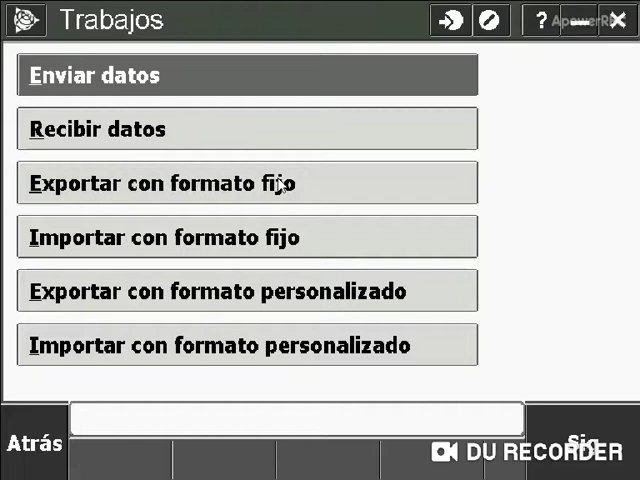 Trabajos
?
Enviar datos
Recibir datos
Exportar con formato fijo
Importar con formato fijo
Exportar con formato personalizado
Importar con formato personalizado
Atrás
Sig
DU RECORDER